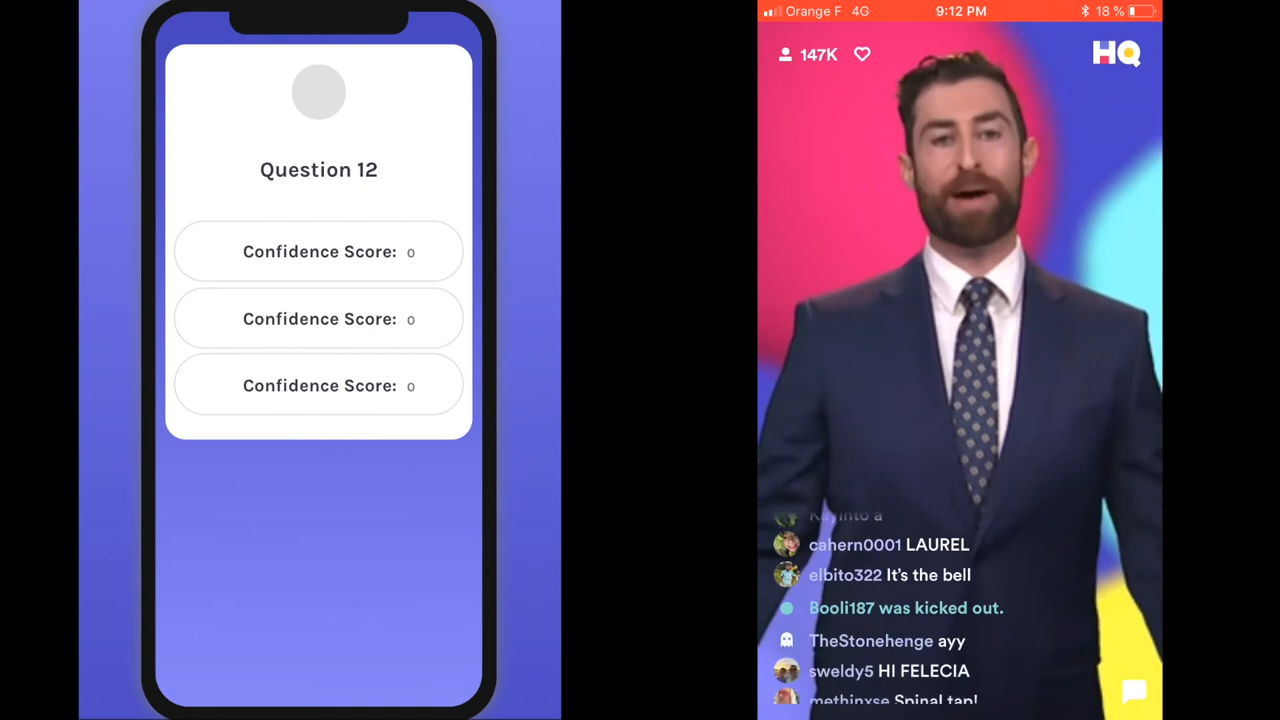 Question 12
Confidence Score: 0
Confidence Score: 0
Confidence Score: 0
Orange F 4G 9:12 PM 18 %
147K
HQ
cahern0001 LAUREL
elbito322 It's the bell
Booli187 was kicked out.
TheStonehenge ayy
sweldy5 HI FELECIA
methinxse Spinal tap!